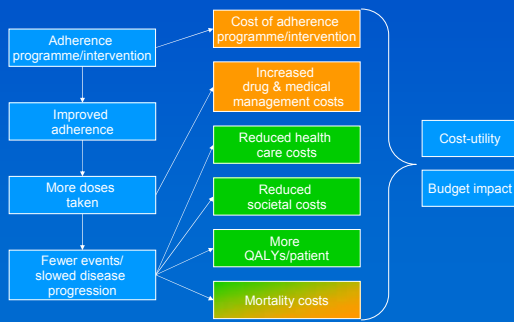 Adherence
programme/intervention
Improved
adherence
More doses
taken
Fewer events/
slowed disease
progression
Cost of adherence
programme/intervention
Increased
drug & medical
management costs
Reduced health
care costs
Reduced
societal costs
More
QALYs/patient
Mortality costs
Cost-utility
Budget impact